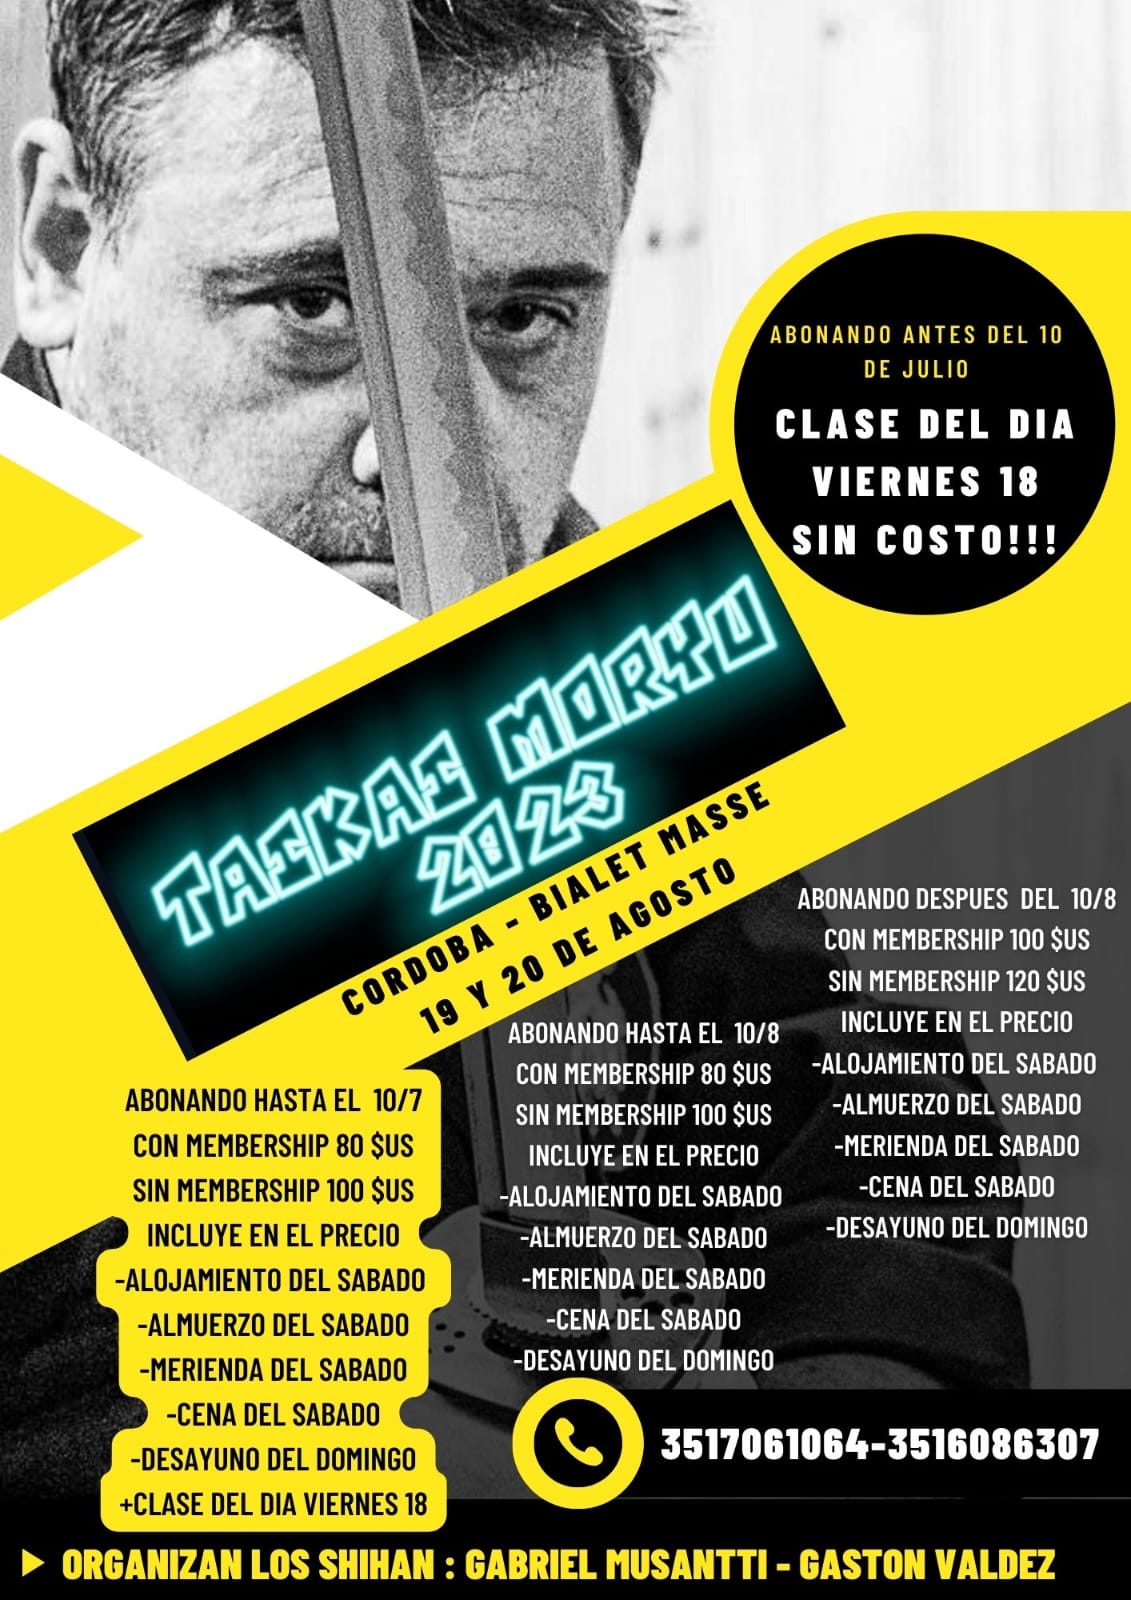 ABONANDO ANTES DEL 10
DE JULIO
CLASE DEL DIA
VIERNES 18
SIN COSTO!!!
TAIKAI MORYU
2023
CORDOBA - BIALET MASSE
19 Y 20 DE AGOSTO
ABONANDO HASTA EL 10/7
CON MEMBERSHIP 80 $US
SIN MEMBERSHIP 100 $US
INCLUYE EN EL PRECIO
-ALOJAMIENTO DEL SABADO
-ALMUERZO DEL SABADO
-MERIENDA DEL SABADO
-CENA DEL SABADO
-DESAYUNO DEL DOMINGO
+CLASE DEL DIA VIERNES 18
ABONANDO HASTA EL 10/8
CON MEMBERSHIP 80 $US
SIN MEMBERSHIP 100 $US
INCLUYE EN EL PRECIO
-ALOJAMIENTO DEL SABADO
-ALMUERZO DEL SABADO
-MERIENDA DEL SABADO
-CENA DEL SABADO
-DESAYUNO DEL DOMINGO
ABONANDO DESPUES DEL 10/8
CON MEMBERSHIP 100 $US
SIN MEMBERSHIP 120 $US
INCLUYE EN EL PRECIO
-ALOJAMIENTO DEL SABADO
-ALMUERZO DEL SABADO
-MERIENDA DEL SABADO
-CENA DEL SABADO
-DESAYUNO DEL DOMINGO
3517061064-3516086307
ORGANIZAN LOS SHIHAN : GABRIEL MUSANTTI - GASTON VALDEZ